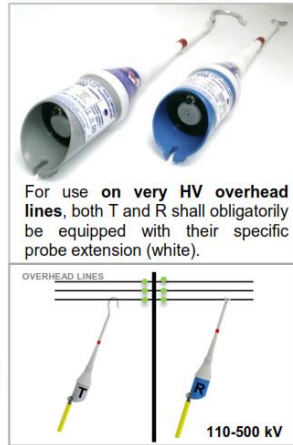 For use on very HV overhead
lines, both T and R shall obligatorily
be equipped with their specific
probe extension (white).
OVERHEAD LINES
T
R
110-500 kV